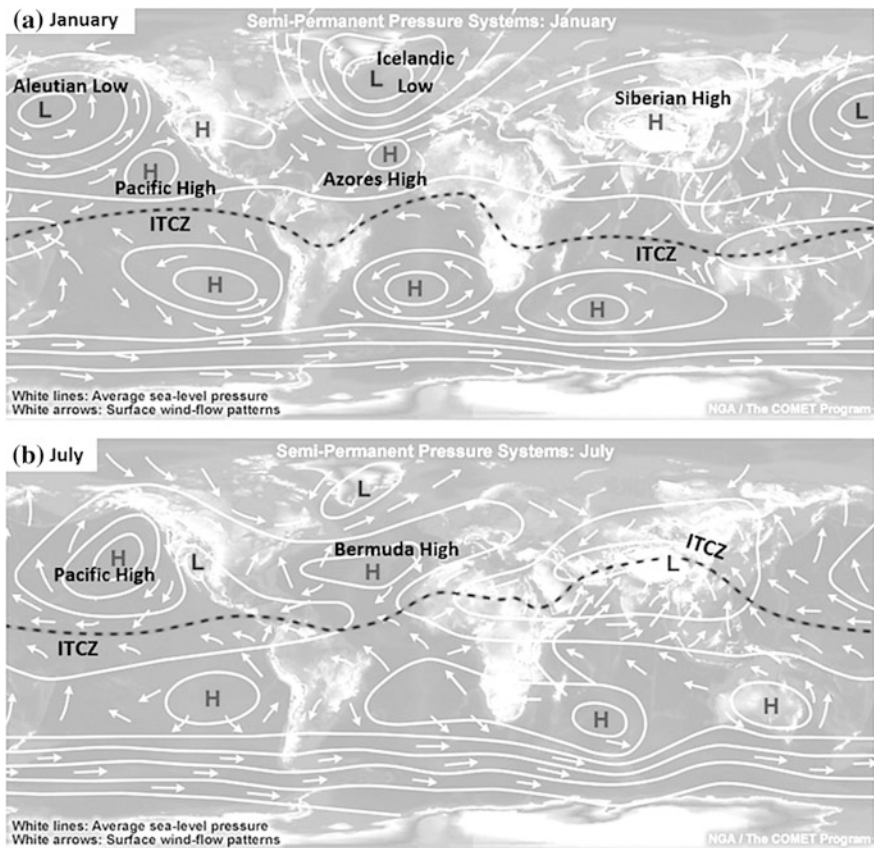 (a) January
Semi-Permanent Pressure Systems: January
Aleutian Low
L
Icelandic
L Low
Siberian High
H
L
H
H
Pacific High
H
Azores High
ITCZ
ITCZ
H
H
H
White lines: Average sea-level pressure
White arrows: Surface wind-flow patterns
NGA / The COMET Program
(b) July
Semi-Permanent Pressure Systems: July
L
Pacific High
H
L
Bermuda High
H
ITCZ
L
ITCZ
H
H
H
White lines: Average sea-level pressure
White arrows: Surface wind-flow patterns
NGA / The COMET Program